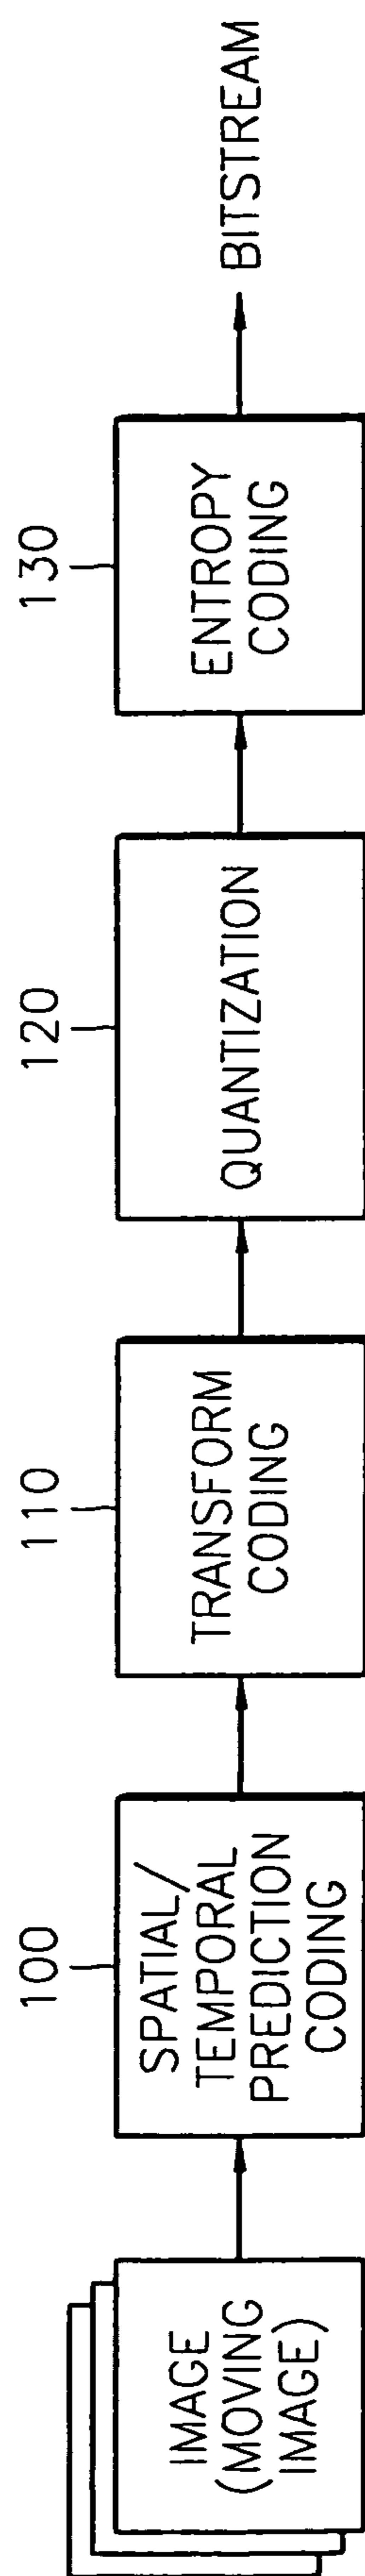 IMAGE
(MOVING
IMAGE)
100
SPATIAL/
TEMPORAL
PREDICTION
CODING
110
TRANSFORM
CODING
120
QUANTIZATION
130
ENTROPY
CODING
BITSTREAM